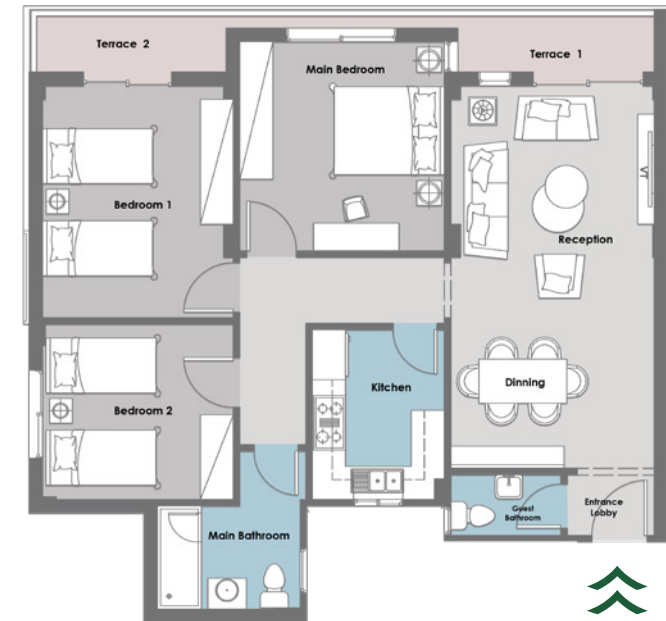 Terrace 2
Terrace 1
Main Bedroom
Bedroom 1
TV
Reception
Dinning
Kitchen
Bedroom 2
Guest
Bathroom
Entrance
Lobby
Main Bathroom